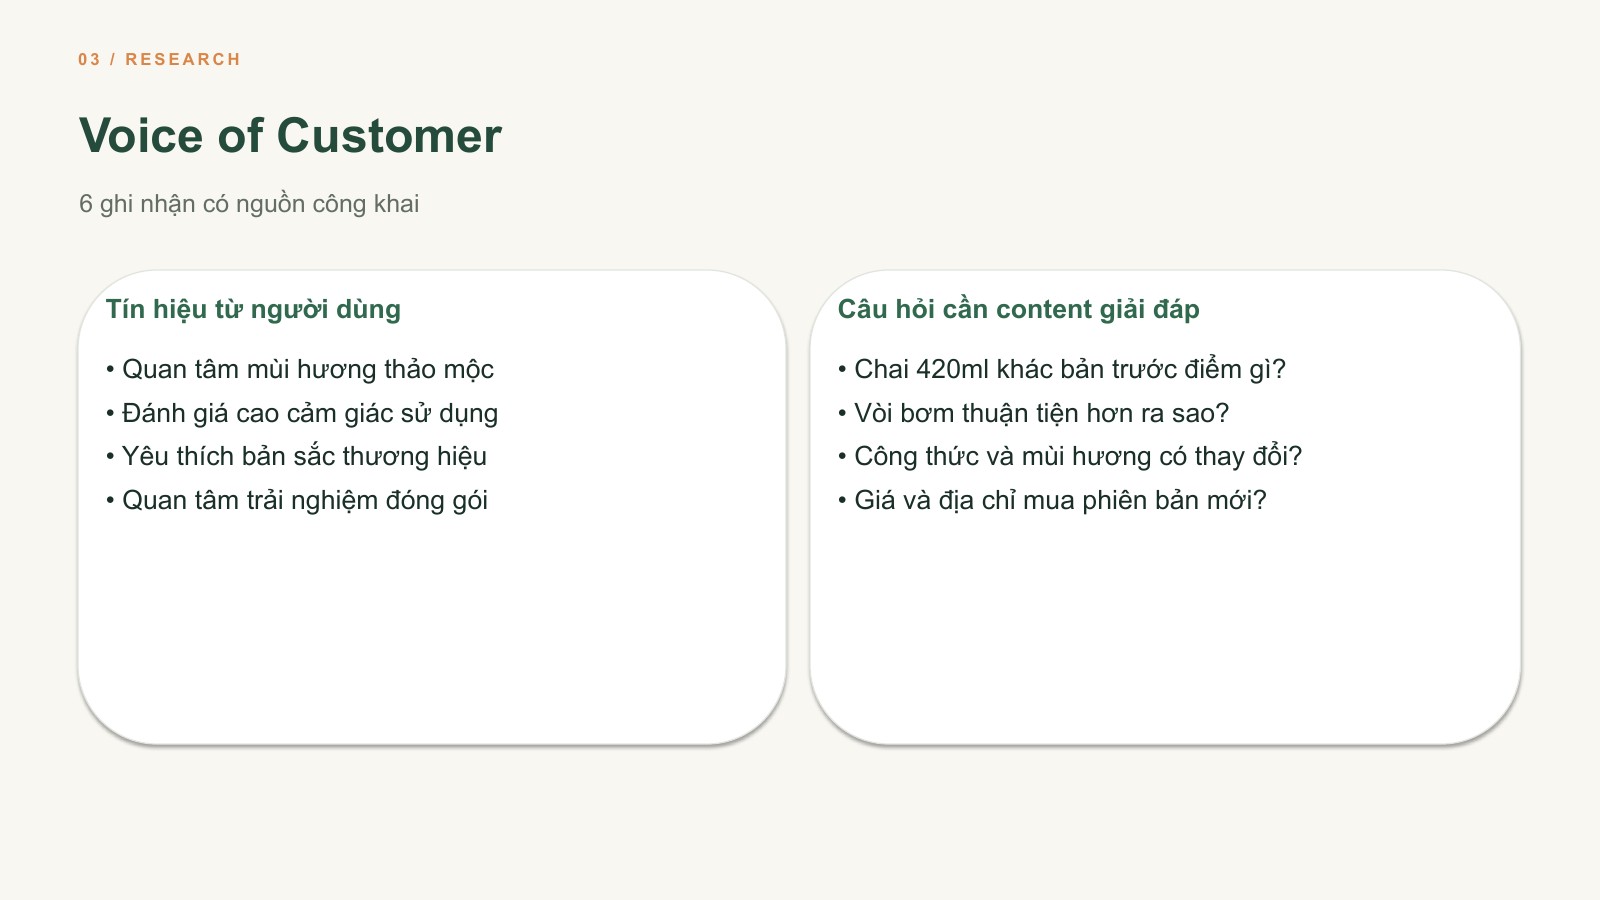 03 / RESEARCH
Voice of Customer
6 ghi nhận có nguồn công khai
Tín hiệu từ người dùng
• Quan tâm mùi hương thảo mộc
• Đánh giá cao cảm giác sử dụng
• Yêu thích bản sắc thương hiệu
• Quan tâm trải nghiệm đóng gói
Câu hỏi cần content giải đáp
• Chai 420ml khác bản trước điểm gì?
• Vòi bơm thuận tiện hơn ra sao?
• Công thức và mùi hương có thay đổi?
• Giá và địa chỉ mua phiên bản mới?